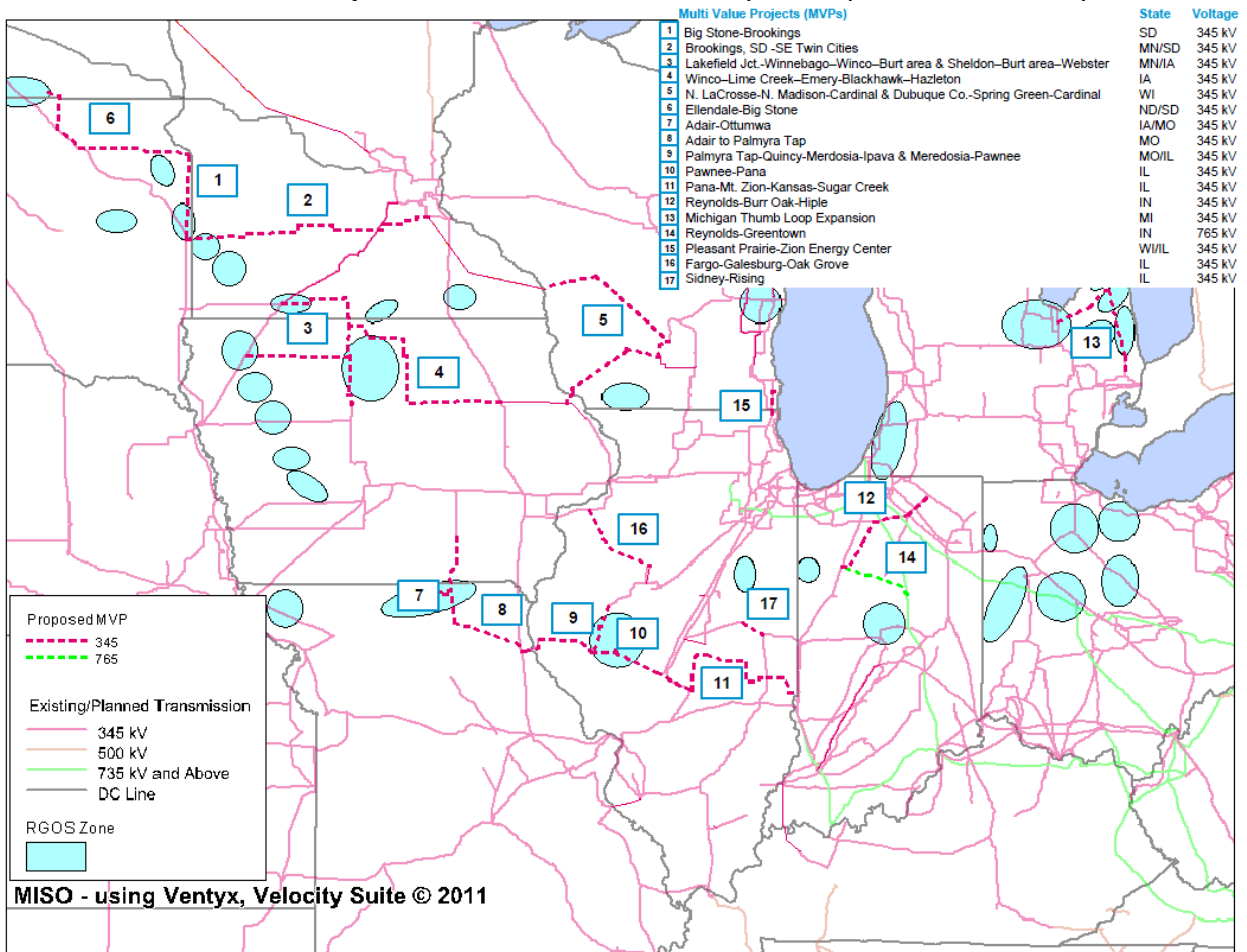 Multi Value Projects (MVPs) State Voltage
1 Big Stone-Brookings SD 345 kV
2 Brookings, SD -SE Twin Cities MN/SD 345 kV
3 Lakefield Jct.-Winnebago–Winco–Burt area & Sheldon–Burt area–Webster MN/IA 345 kV
4 Winco–Lime Creek–Emery-Blackhawk–Hazleton IA 345 kV
5 N. LaCrosse-N. Madison-Cardinal & Dubuque Co.-Spring Green-Cardinal WI 345 kV
6 Ellendale-Big Stone ND/SD 345 kV
7 Adair-Ottumwa IA/MO 345 kV
8 Adair to Palmyra Tap MO 345 kV
9 Palmyra Tap-Quincy-Merdosia-Ipava & Meredosia-Pawnee MO/IL 345 kV
10 Pawnee-Pana IL 345 kV
11 Pana-Mt. Zion-Kansas-Sugar Creek IL 345 kV
12 Reynolds-Burr Oak-Hiple IN 345 kV
13 Michigan Thumb Loop Expansion MI 345 kV
14 Reynolds-Greentown IN 765 kV
15 Pleasant Prairie-Zion Energy Center WI/IL 345 kV
16 Fargo-Galesburg-Oak Grove IL 345 kV
17 Sidney-Rising IL 345 kV
6
1
2
3
5
13
4
15
12
16
14
7
8
9
10
17
11
Proposed MVP
345
765
Existing/Planned Transmission
345 kV
500 kV
735 kV and Above
DC Line
RGOS Zone
MISO - using Ventyx, Velocity Suite © 2011